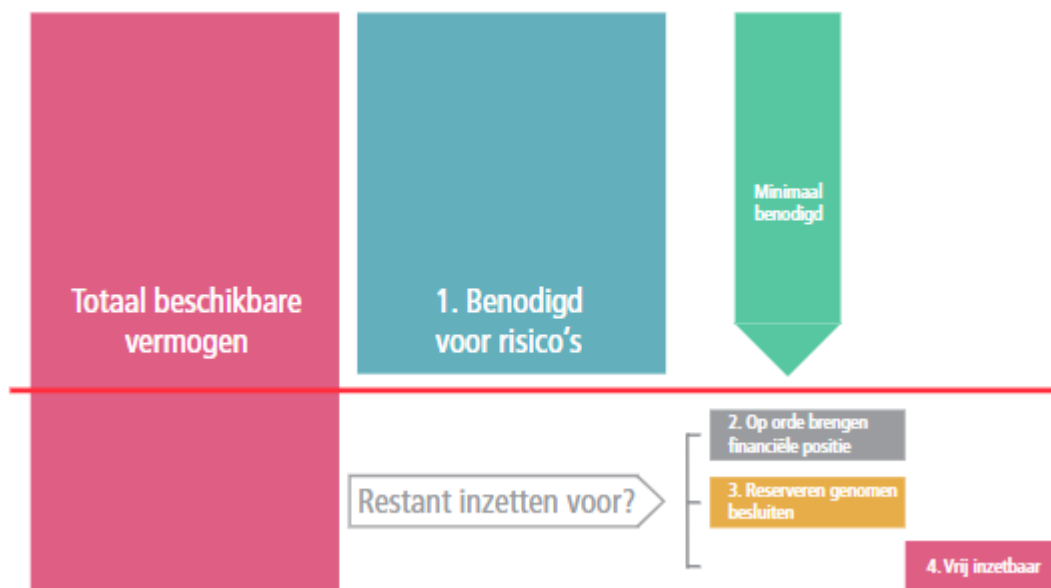 Totaal beschikbare
vermogen
1. Benodigd
voor risico's
Minimaal
benodigd
Restant inzetten voor?
2. Op orde brengen
financiële positie
3. Reserveren genomen
besluiten
4. Vrij inzetbaar